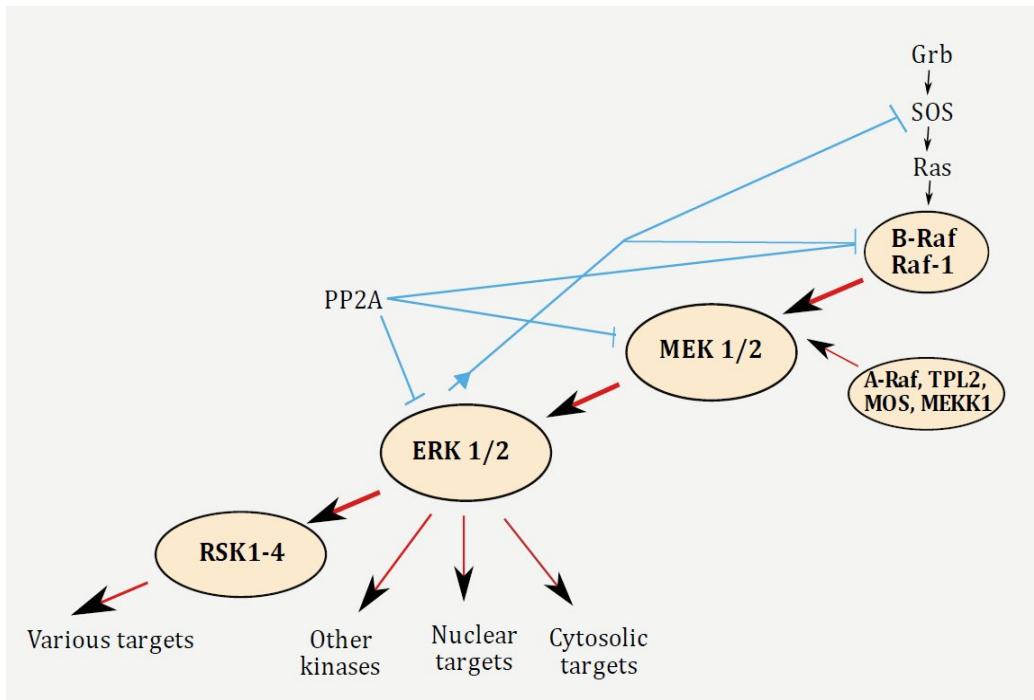 Grb
SOS
Ras
B-Raf
Raf-1
PP2A
MEK 1/2
A-Raf, TPL2,
MOS, MEKK1
ERK 1/2
RSK1-4
Various targets
Other
kinases
Nuclear
targets
Cytosolic
targets